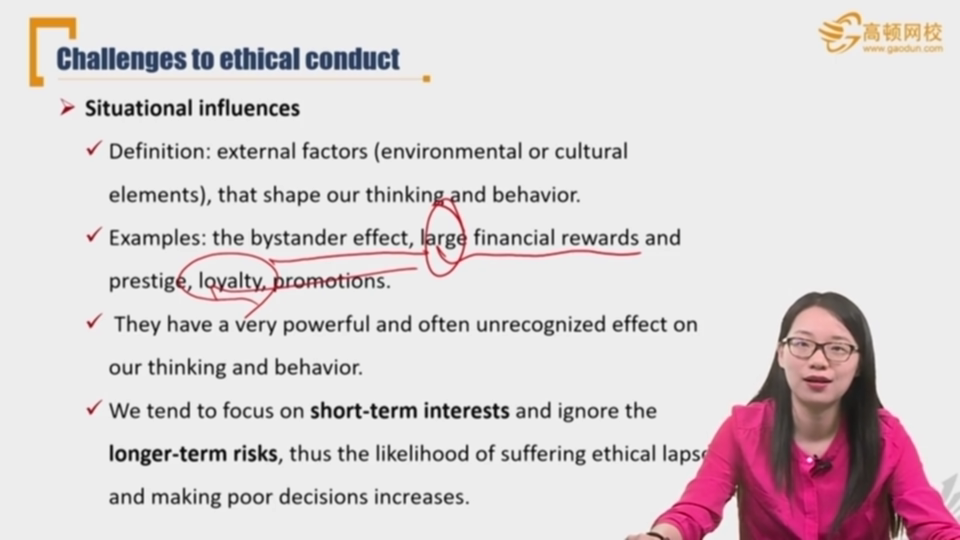 高顿网校
www.gaodun.com
Challenges to ethical conduct
Situational influences
Definition: external factors (environmental or cultural
elements), that shape our thinking and behavior.
Examples: the bystander effect, large financial rewards and
prestige, loyalty, promotions.
They have a very powerful and often unrecognized effect on
our thinking and behavior.
We tend to focus on short-term interests and ignore the
longer-term risks, thus the likelihood of suffering ethical lapse
and making poor decisions increases.